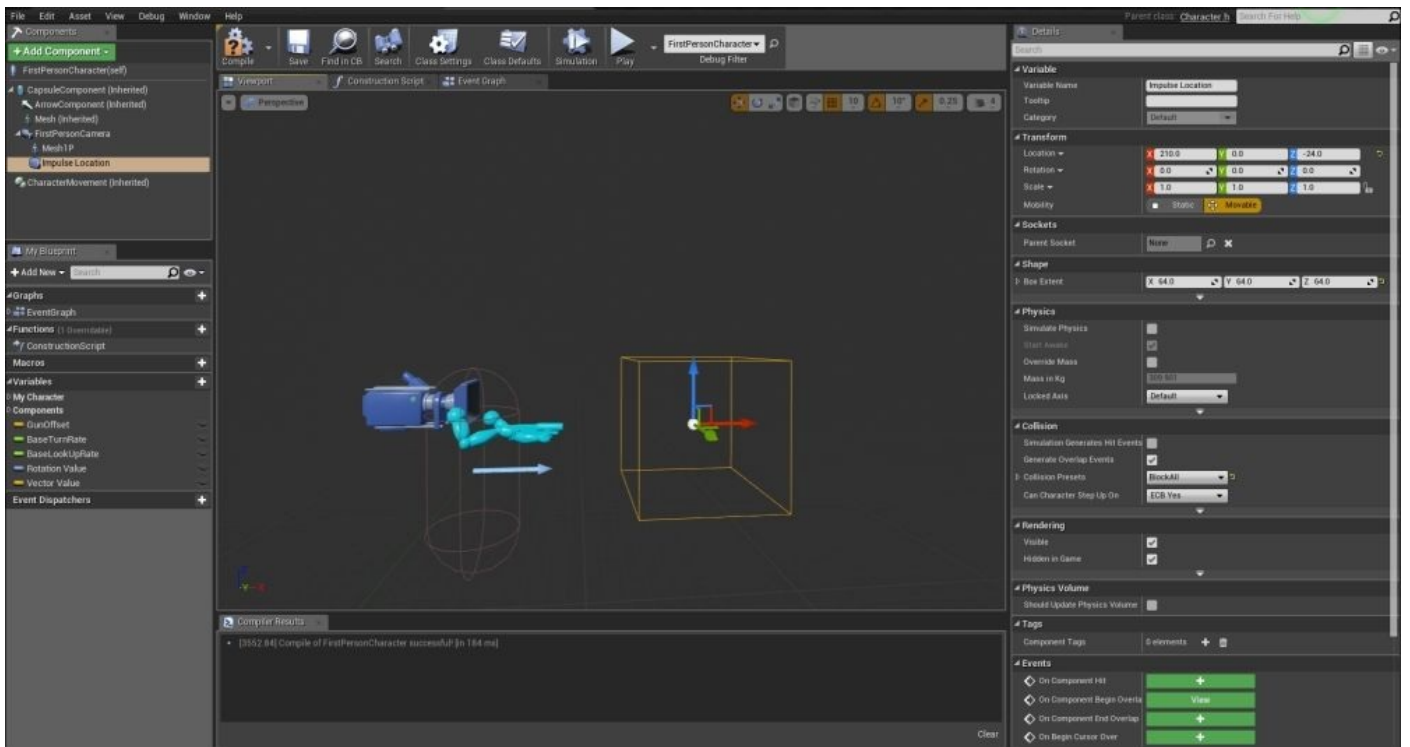 File Edit Asset View Debug Window Help
Parent class: Character.h Search For Help
Components
+Add Component
FirstPersonCharacter(self)
CapsuleComponent (Inherited)
ArrowComponent (Inherited)
Mesh (Inherited)
FirstPersonCamera
Mesh1P
Impulse Location
CharacterMovement (Inherited)
My Blueprint
+Add New Search
Graphs
EventGraph
Functions (1 Overridable)
ConstructionScript
Macros
Variables
My Character
Components
GunOffset
BaseTurnRate
BaseLookUpRate
Rotation Value
Vector Value
Event Dispatchers
Compile Save Find in CB Search Class Settings Class Defaults Simulation Play
FirstPersonCharacter
Debug Filter
Viewport Construction Script Event Graph
Perspective 10 10° 0.25 4
Compiler Results
[3552.84] Compile of FirstPersonCharacter successful! [in 184 ms]
Clear
Details
Search
Variable
Variable Name Impulse Location
Tooltip
Category Default
Transform
Location X 210.0 Y 0.0 Z -24.0
Rotation X 0.0 Y 0.0 Z 0.0
Scale X 1.0 Y 1.0 Z 1.0
Mobility Static Movable
Sockets
Parent Socket None
Shape
Box Extent X 64.0 Y 64.0 Z 64.0
Physics
Simulate Physics
Start Awake
Override Mass
Mass in Kg
Locked Axis Default
Collision
Simulation Generates Hit Events
Generate Overlap Events
Collision Presets BlockAll
Can Character Step Up On ECB Yes
Rendering
Visible
Hidden in Game
Physics Volume
Should Update Physics Volume
Tags
Component Tags 0 elements
Events
On Component Hit +
On Component Begin Overla View
On Component End Overlap +
On Begin Cursor Over +